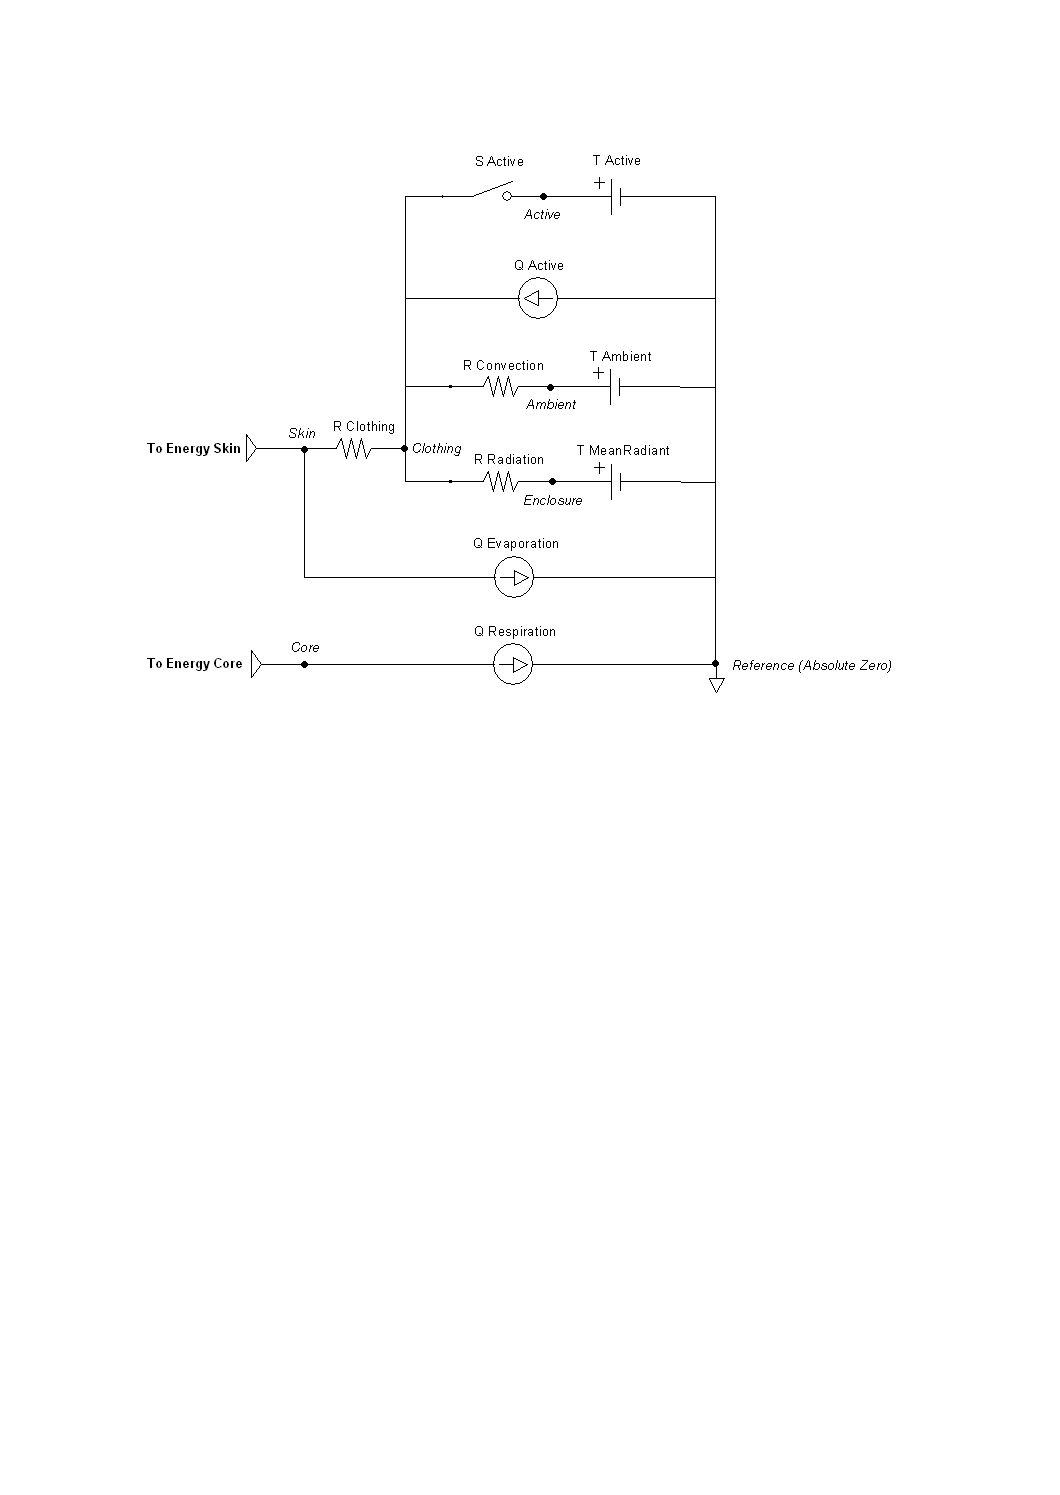 S Active
T Active
+
Active
Q Active
R Convection
T Ambient
+
Ambient
Skin
R Clothing
To Energy Skin
Clothing
R Radiation
T MeanRadiant
+
Enclosure
Q Evaporation
Q Respiration
Core
To Energy Core
Reference (Absolute Zero)